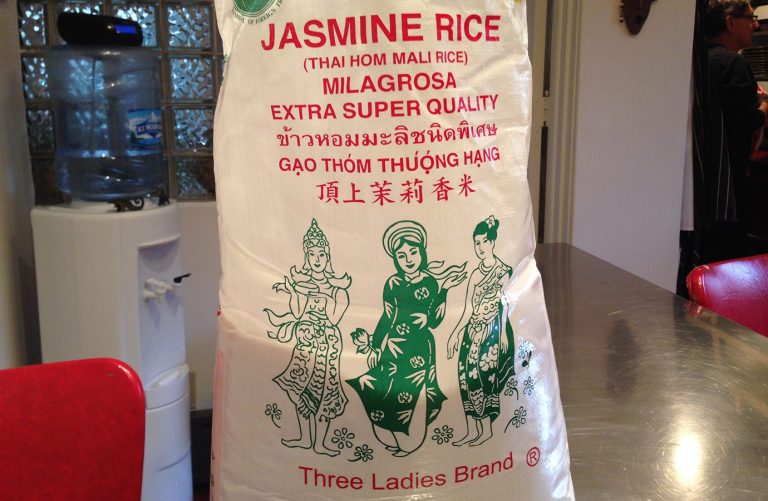 JASMINE RICE
(THAI HOM MALI RICE)
MILAGROSA
EXTRA SUPER QUALITY
ข้าวหอมมะลิชนิดพิเศษ
GẠO THÓM THƯỢNG HẠNG
頂上茉莉香米
Three Ladies Brand ®